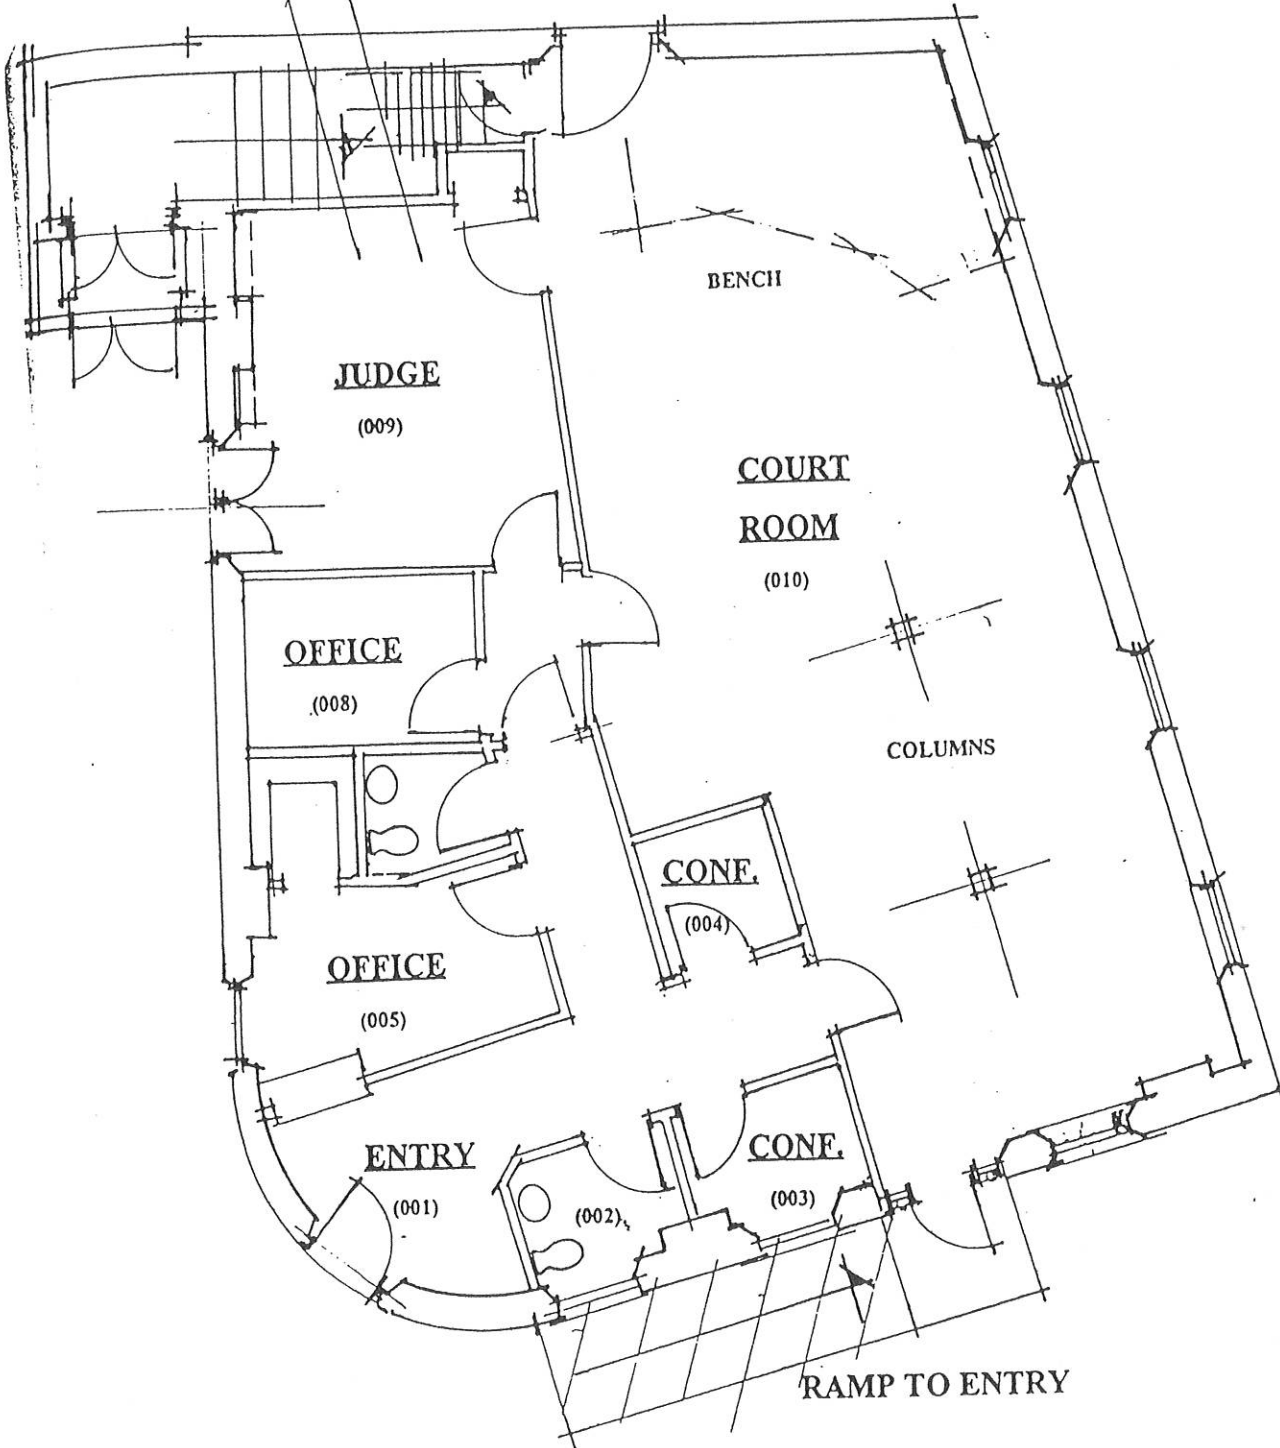 BENCH
JUDGE
(009)
COURT
ROOM
(010)
OFFICE
(008)
COLUMNS
CONF.
(004)
OFFICE
(005)
ENTRY
(001)
(002)
CONF.
(003)
RAMP TO ENTRY